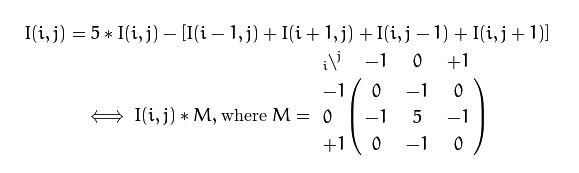 I(i,j) = 5 ∗ I(i,j) − [I(i − 1,j) + I(i + 1,j) + I(i,j − 1) + I(i,j + 1)]
i\j −1 0 +1
−1 0 −1 0
⟺ I(i,j) ∗ M, where M = 0 −1 5 −1
+1 0 −1 0